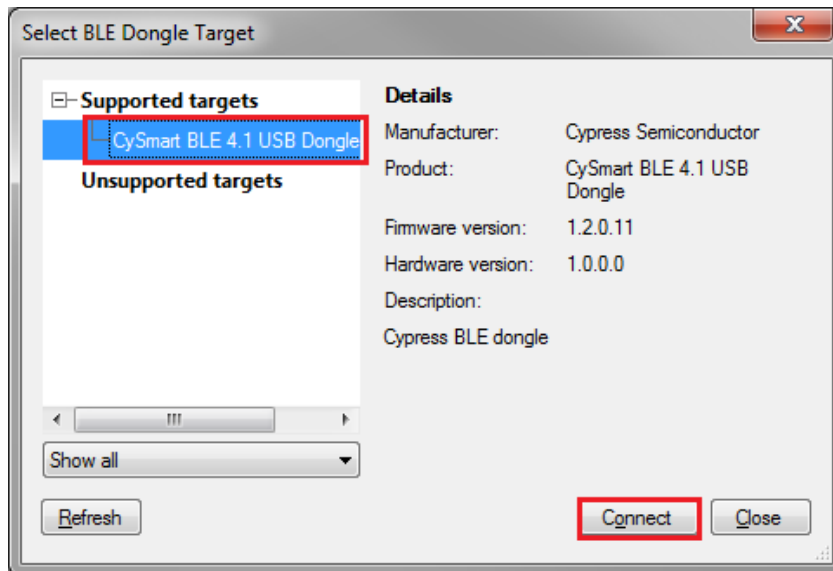 Select BLE Dongle Target
Supported targets
CySmart BLE 4.1 USB Dongle
Unsupported targets
Show all
Refresh
Details
Manufacturer: Cypress Semiconductor
Product: CySmart BLE 4.1 USB
Dongle
Firmware version: 1.2.0.11
Hardware version: 1.0.0.0
Description:
Cypress BLE dongle
Connect
Close